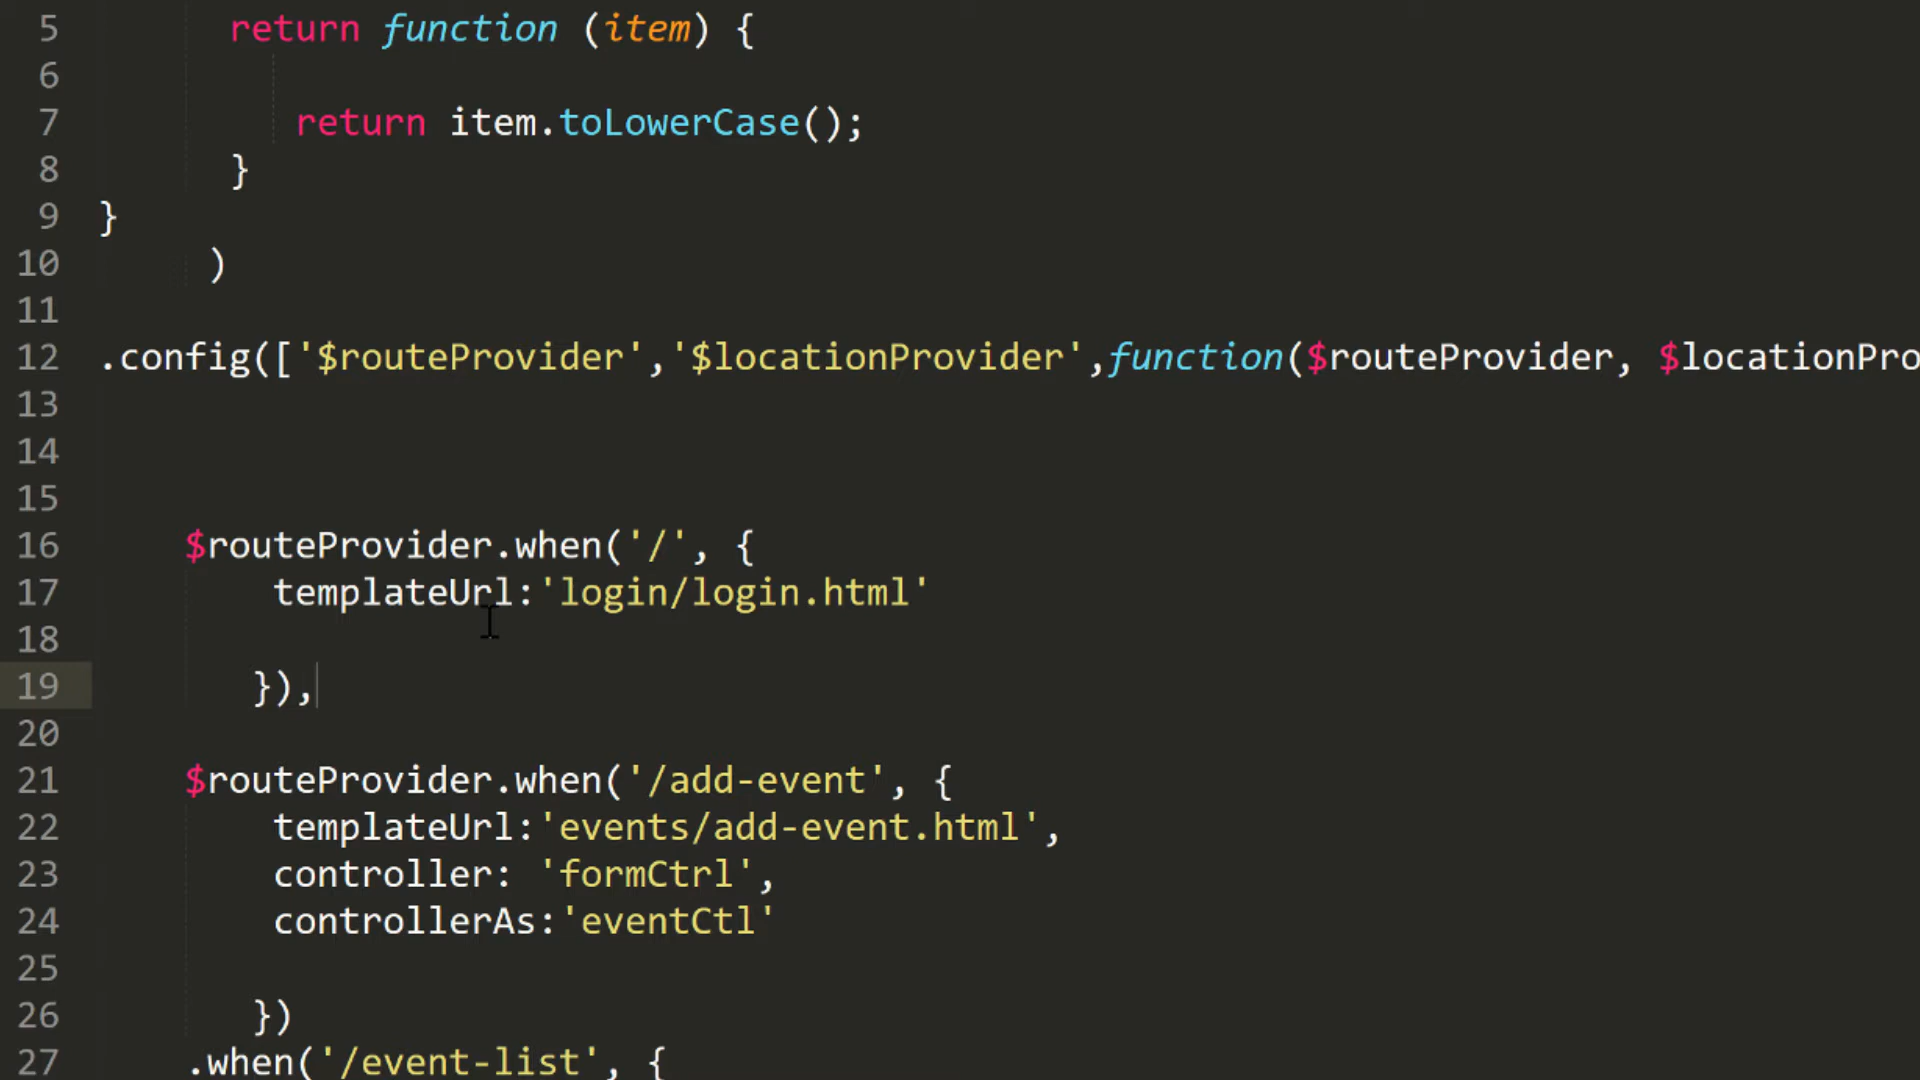 5 return function (item) {
6
7 return item.toLowerCase();
8 }
9 }
10 )
11
12 .config(['$routeProvider','$locationProvider',function($routeProvider, $locationPro
13
14
15
16 $routeProvider.when('/', {
17 templateUrl:'login/login.html'
18
19 }),
20
21 $routeProvider.when('/add-event', {
22 templateUrl:'events/add-event.html',
23 controller: 'formCtrl',
24 controllerAs:'eventCtl'
25
26 })
27 .when('/event-list', {